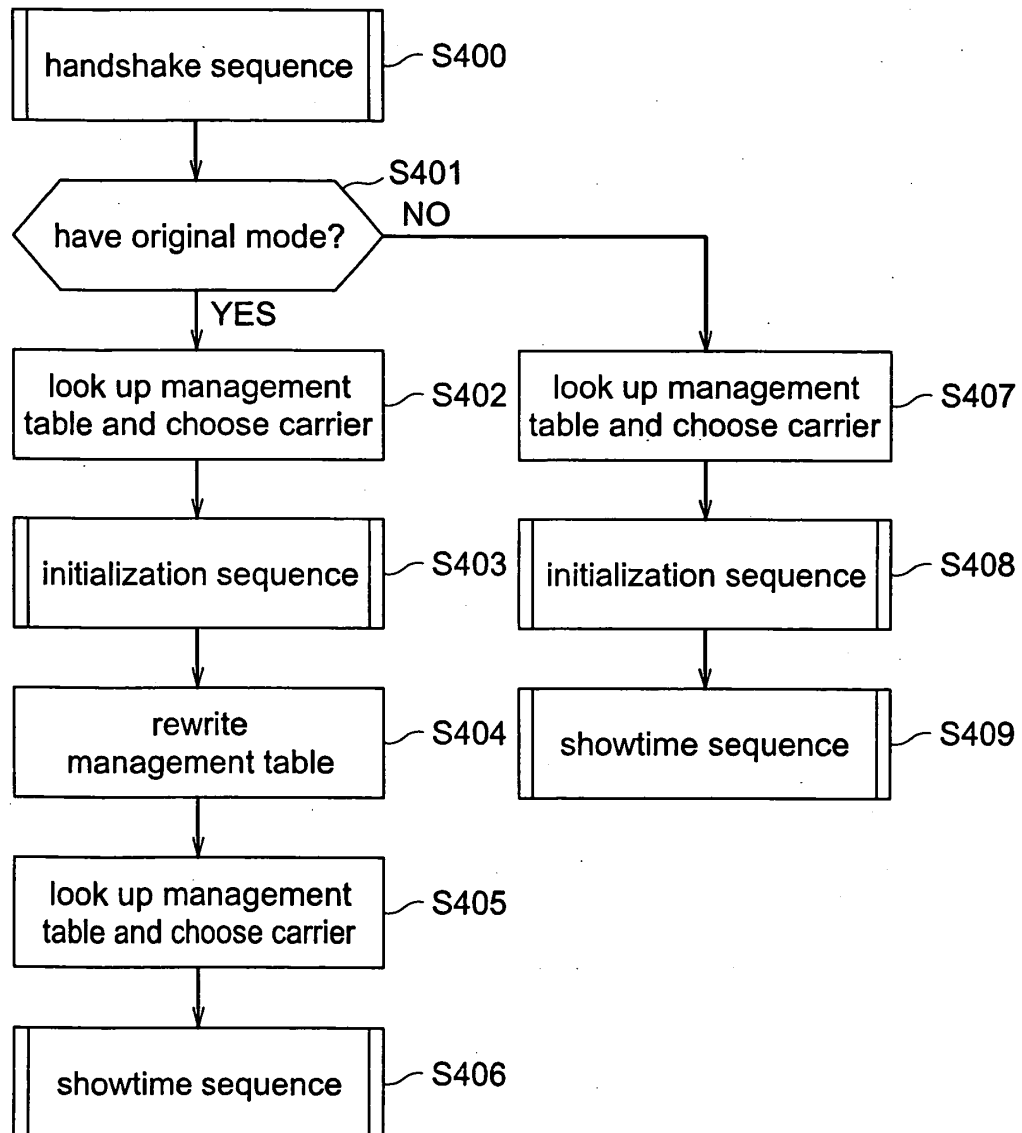 handshake sequence
S400
S401
have original mode?
NO
YES
look up management
table and choose carrier
S402
look up management
table and choose carrier
S407
initialization sequence
S403
initialization sequence
S408
rewrite
management table
S404
showtime sequence
S409
look up management
table and choose carrier
S405
showtime sequence
S406